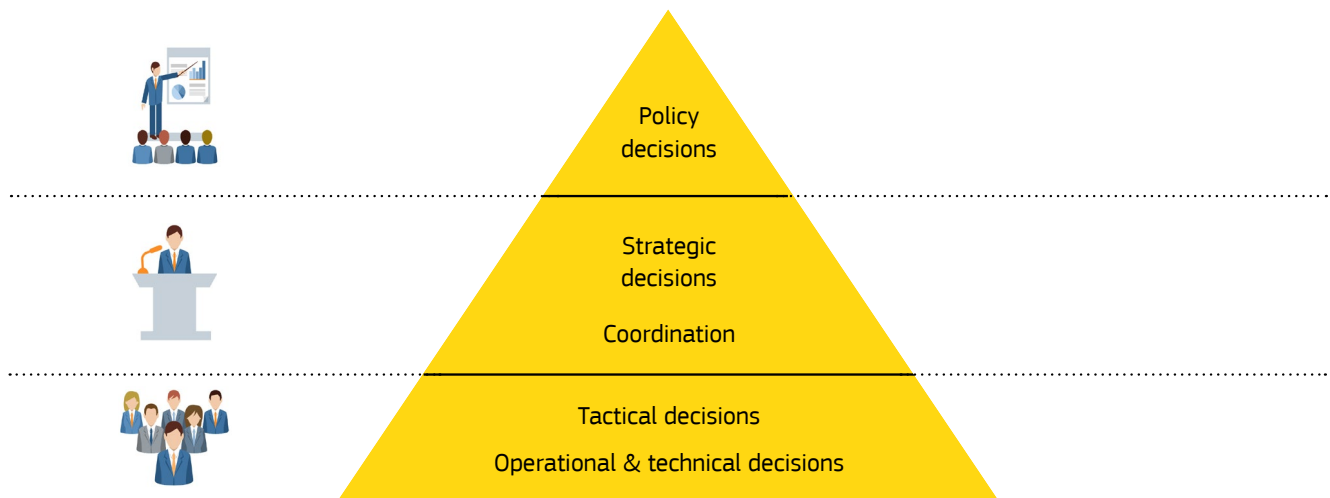 Policy
decisions
Strategic
decisions
Coordination
Tactical decisions
Operational & technical decisions